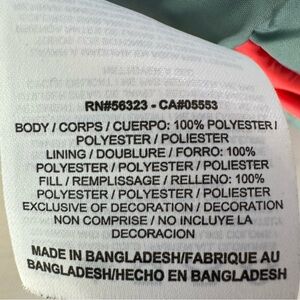 RN#56323 - CA#05553
BODY / CORPS / CUERPO: 100% POLYESTER /
POLYESTER / POLIESTER
LINING / DOUBLURE / FORRO: 100%
POLYESTER / POLYESTER / POLIESTER
FILL / REMPLISSAGE / RELLENO: 100%
POLYESTER / POLYESTER / POLIESTER
EXCLUSIVE OF DECORATION / DECORATION
NON COMPRISE / NO INCLUYE LA
DECORACION
MADE IN BANGLADESH/FABRIQUE AU
BANGLADESH/HECHO EN BANGLADESH